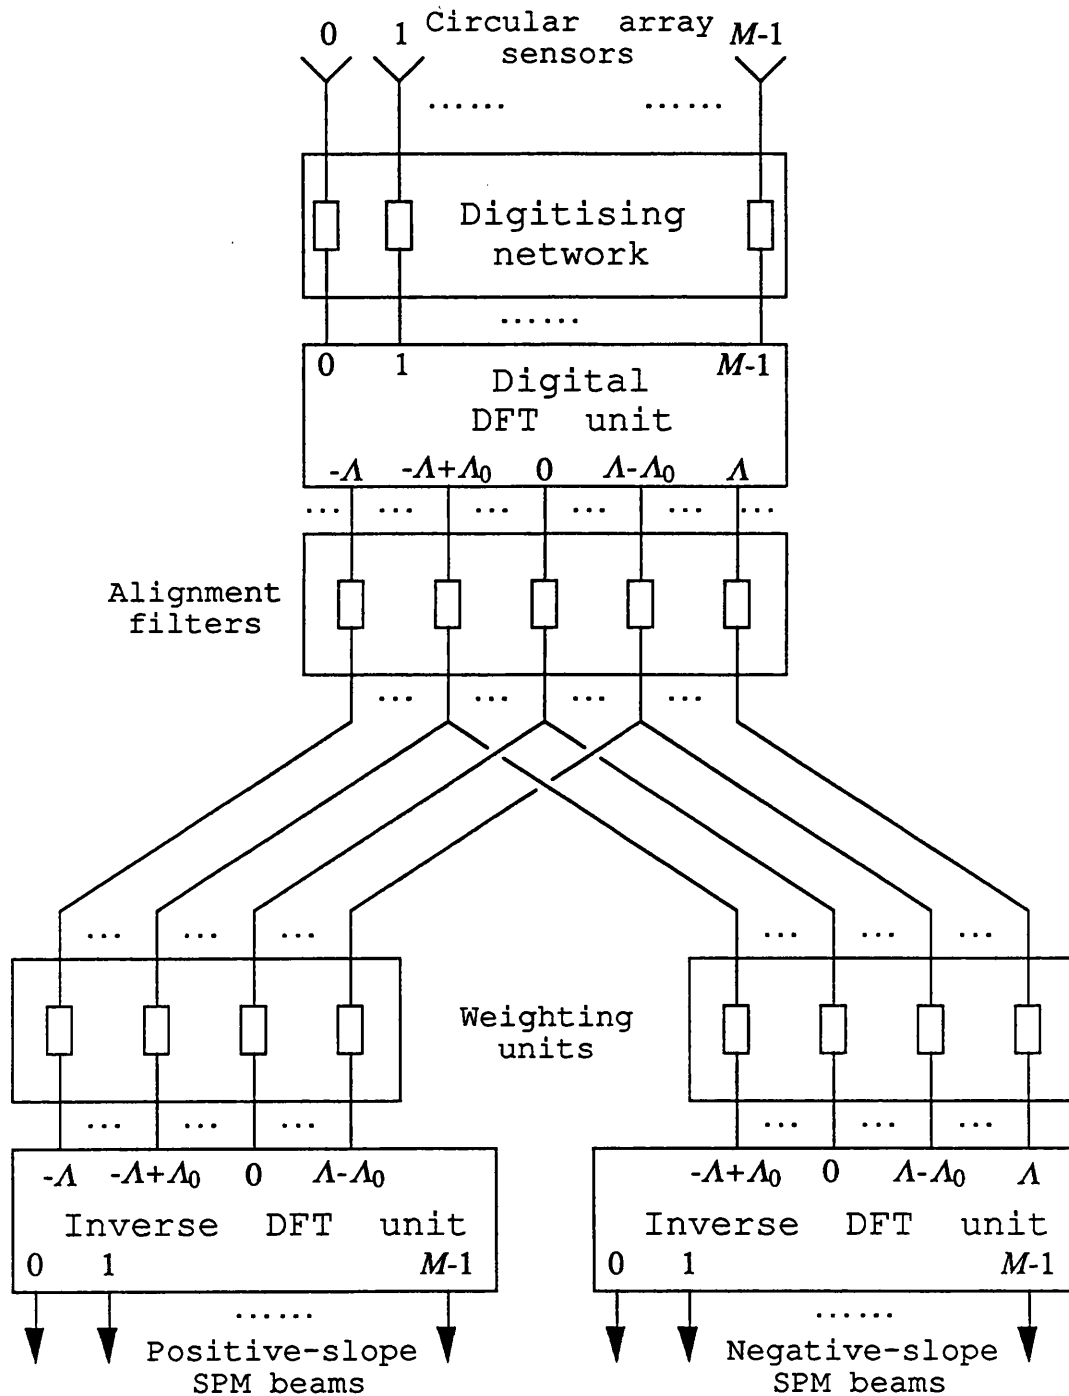 0 1 Circular array M-1
sensors
...... ......
Digitising
network
......
0 1 M-1
Digital
DFT unit
-Λ -Λ+Λ₀ 0 Λ-Λ₀ Λ
... ... ... ... ... ...
Alignment
filters
... ... ... ...
... ... ... ... ... ...
Weighting
units
... ... ... ... ... ...
-Λ -Λ+Λ₀ 0 Λ-Λ₀
Inverse DFT unit
0 1 M-1
......
Positive-slope
SPM beams
-Λ+Λ₀ 0 Λ-Λ₀ Λ
Inverse DFT unit
0 1 M-1
......
Negative-slope
SPM beams